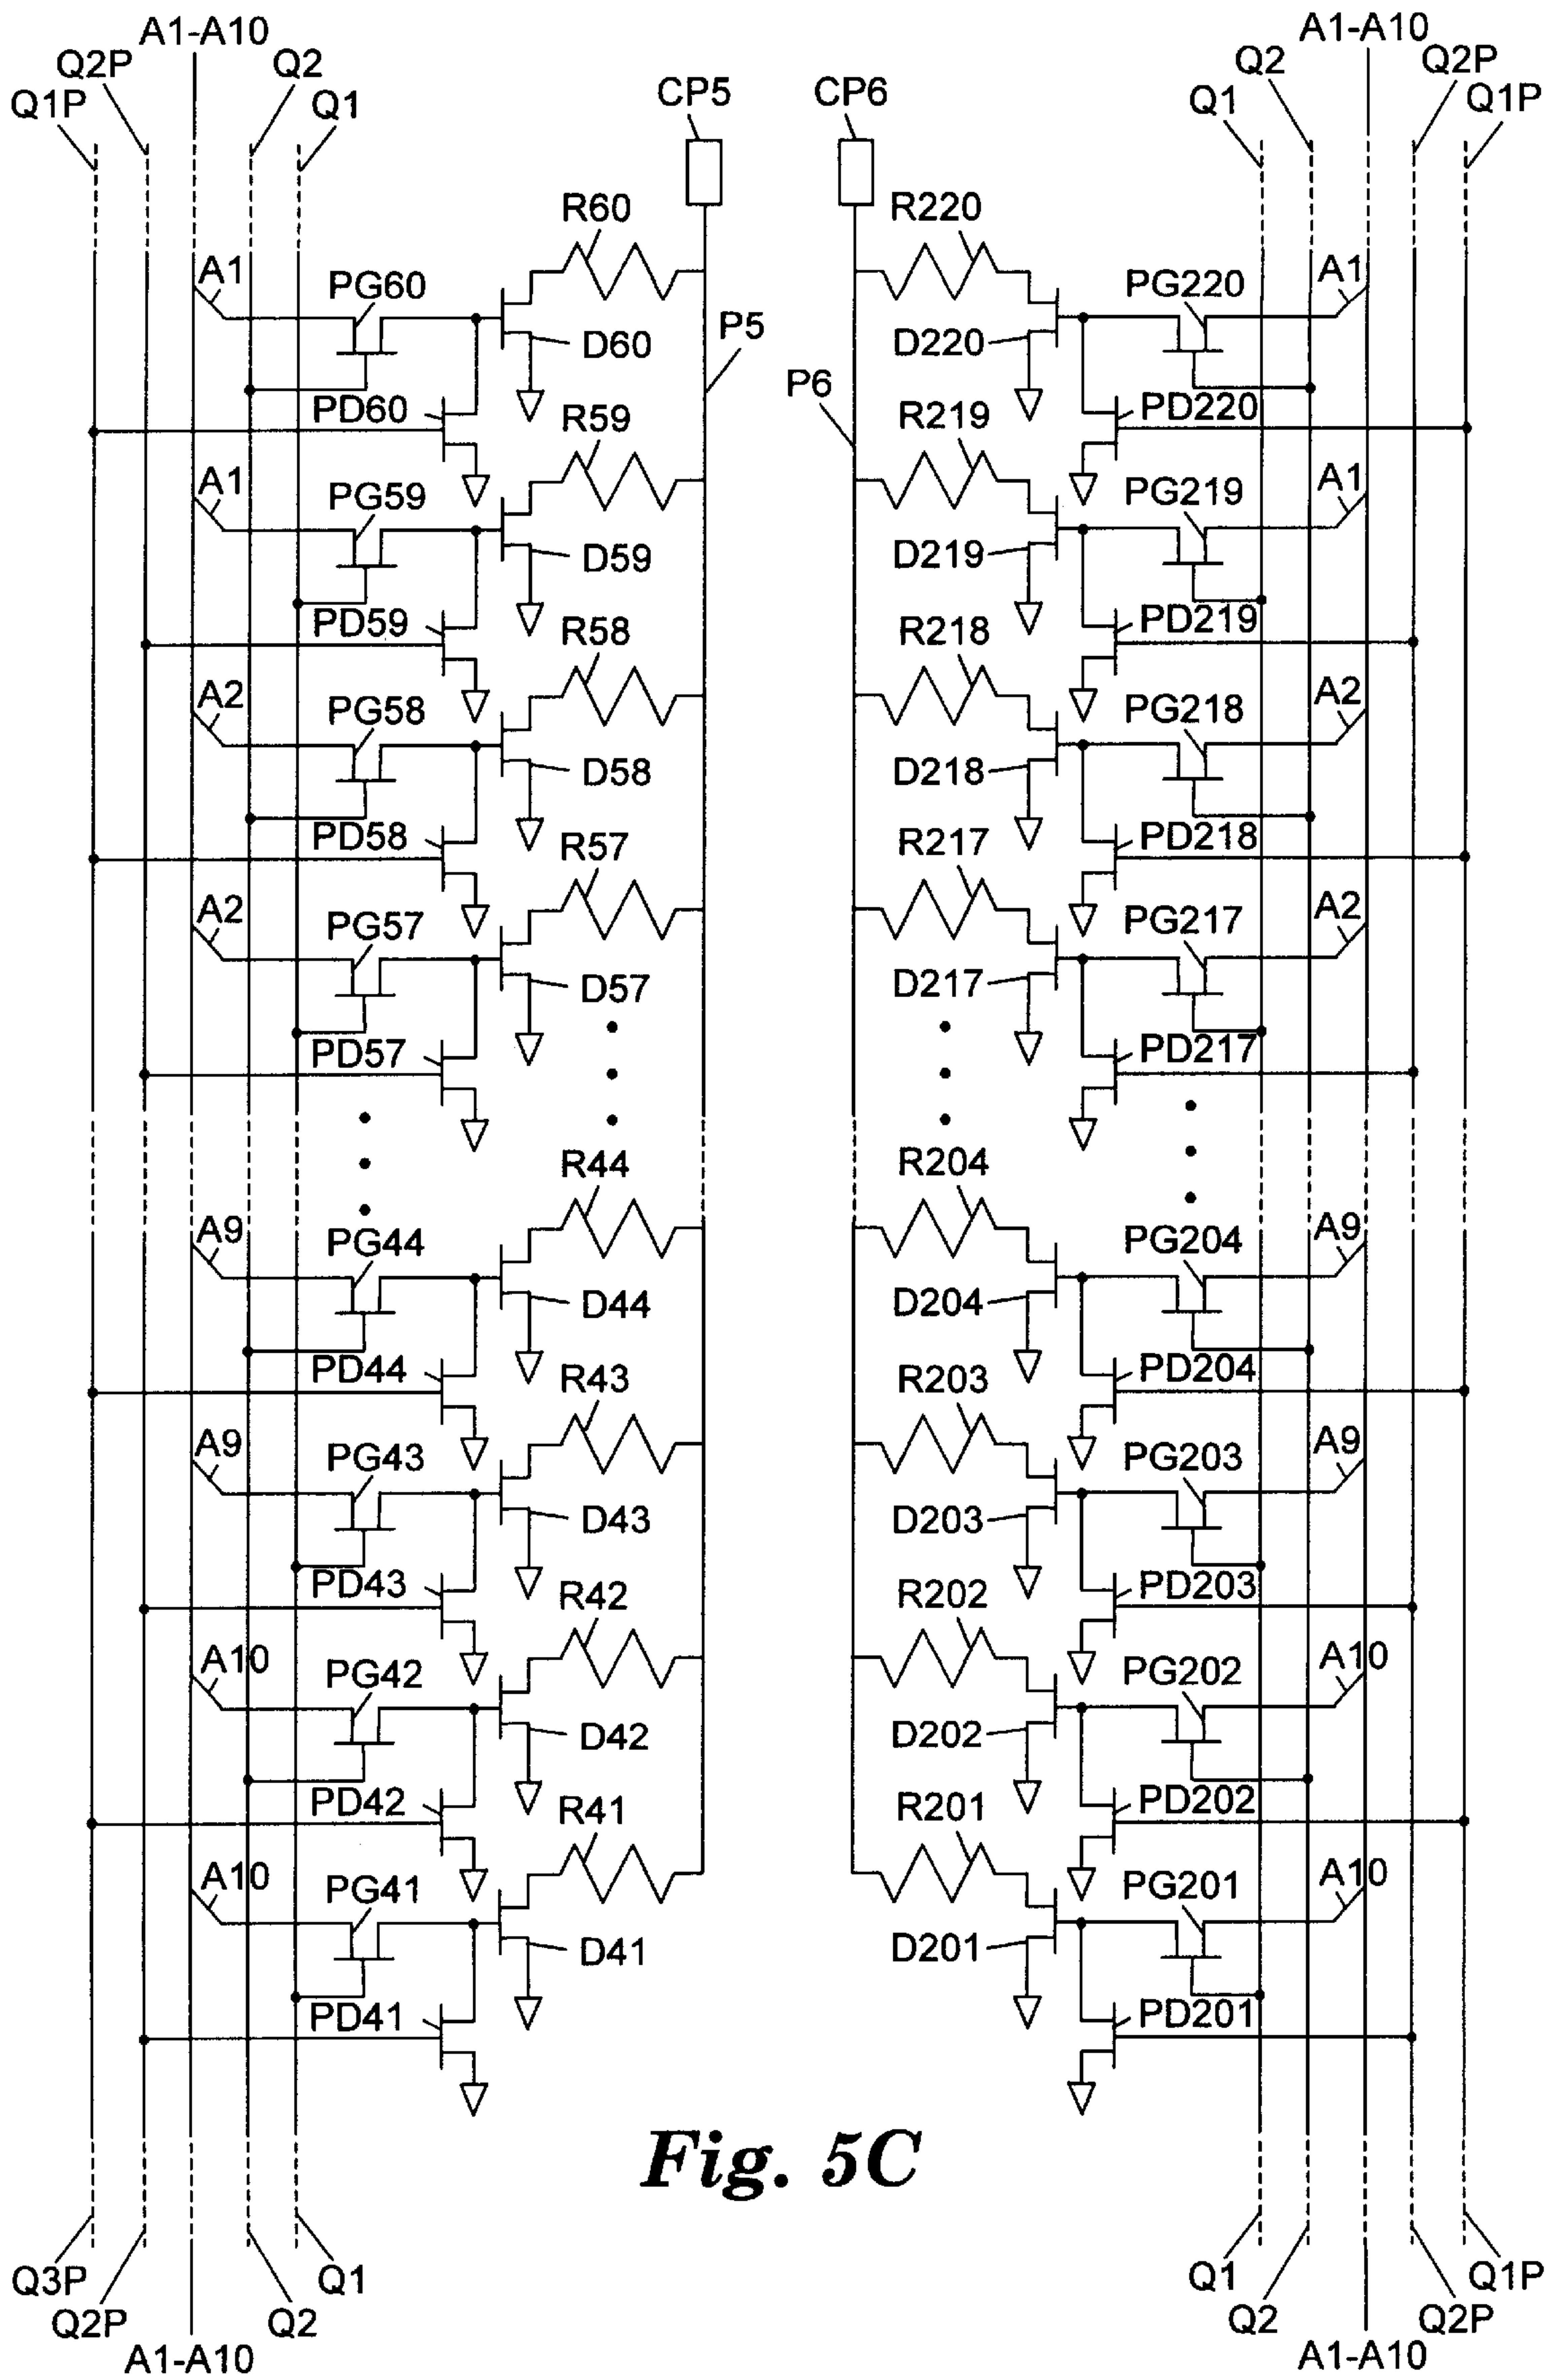 A1-A10 A1-A10
Q2P Q2 Q2 Q2P
Q1P Q1 CP5 CP6 Q1 Q1P
R60 R220
A1 PG60 PG220 A1
D60 P5 D220
PD60 P6 PD220
R59 R219
A1 PG59 PG219 A1
D59 D219
PD59 PD219
R58 R218
A2 PG58 PG218 A2
D58 D218
PD58 PD218
R57 R217
A2 PG57 PG217 A2
D57 D217
PD57 PD217
R44 R204
A9 PG44 PG204 A9
D44 D204
PD44 PD204
R43 R203
A9 PG43 PG203 A9
D43 D203
PD43 PD203
R42 R202
A10 PG42 PG202 A10
D42 D202
PD42 PD202
R41 R201
A10 PG41 PG201 A10
D41 D201
PD41 PD201
Fig. 5C
Q3P Q1 Q1 Q1P
Q2P Q2 Q2 Q2P
A1-A10 A1-A10